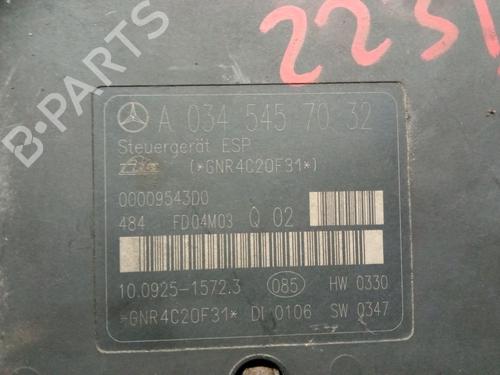 B-PARTS
2231
A 034 545 70 32
Steuergerät ESP
(*GNR4C20F31*)
00009543D0
484 FD04M03 Q 02
10.0925-1572.3 085 HW 0330
*GNR4C20F31* DI 0106 SW 0347